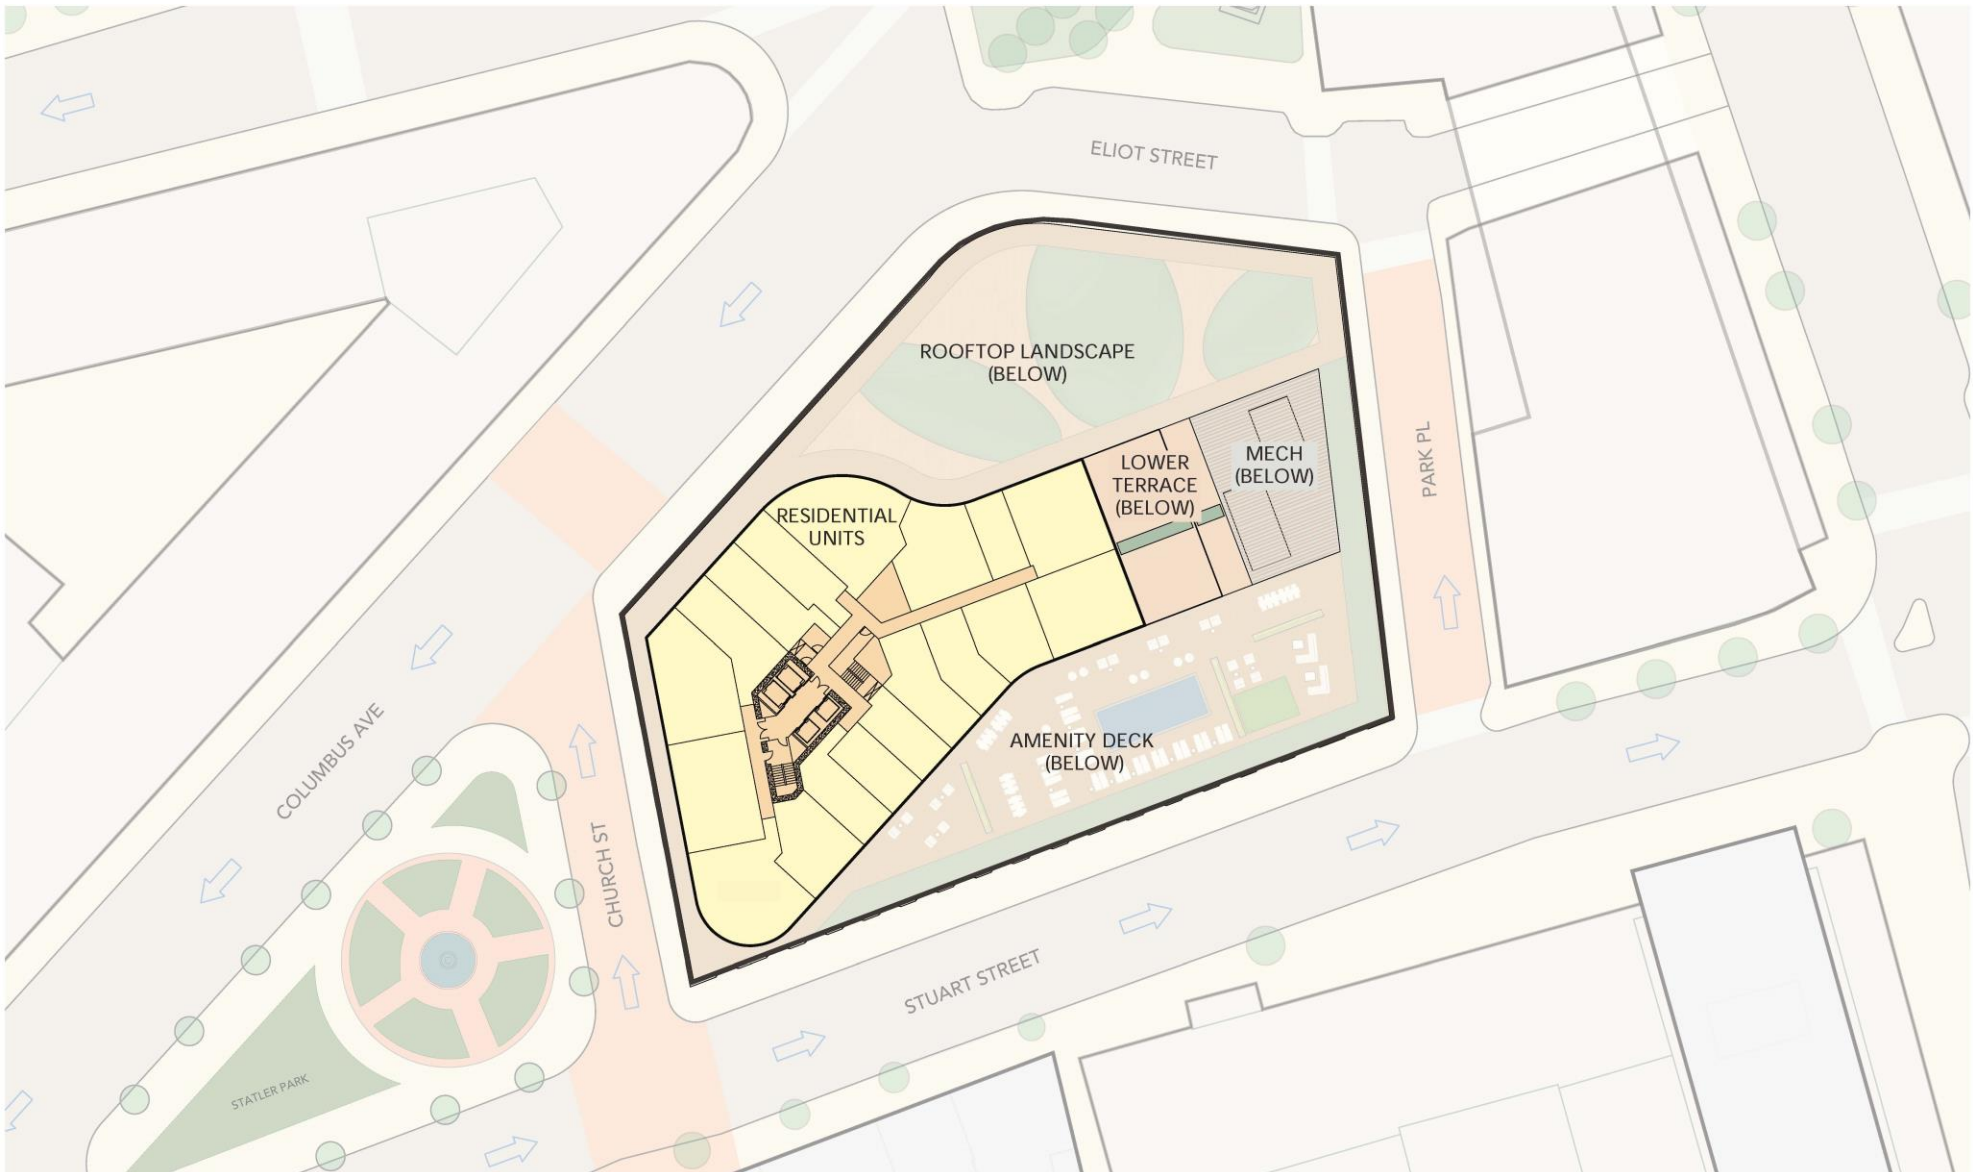 ELIOT STREET
ROOFTOP LANDSCAPE
(BELOW)
LOWER
TERRACE
(BELOW)
MECH
(BELOW)
PARK PL
RESIDENTIAL
UNITS
AMENITY DECK
(BELOW)
COLUMBUS AVE
CHURCH ST
STUART STREET
STATLER PARK